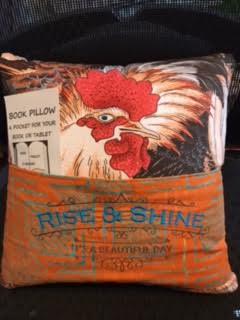 BOOK PILLOW
A POCKET FOR YOUR
BOOK OR TABLET
RISE & SHINE
IT'S A BEAUTIFUL DAY